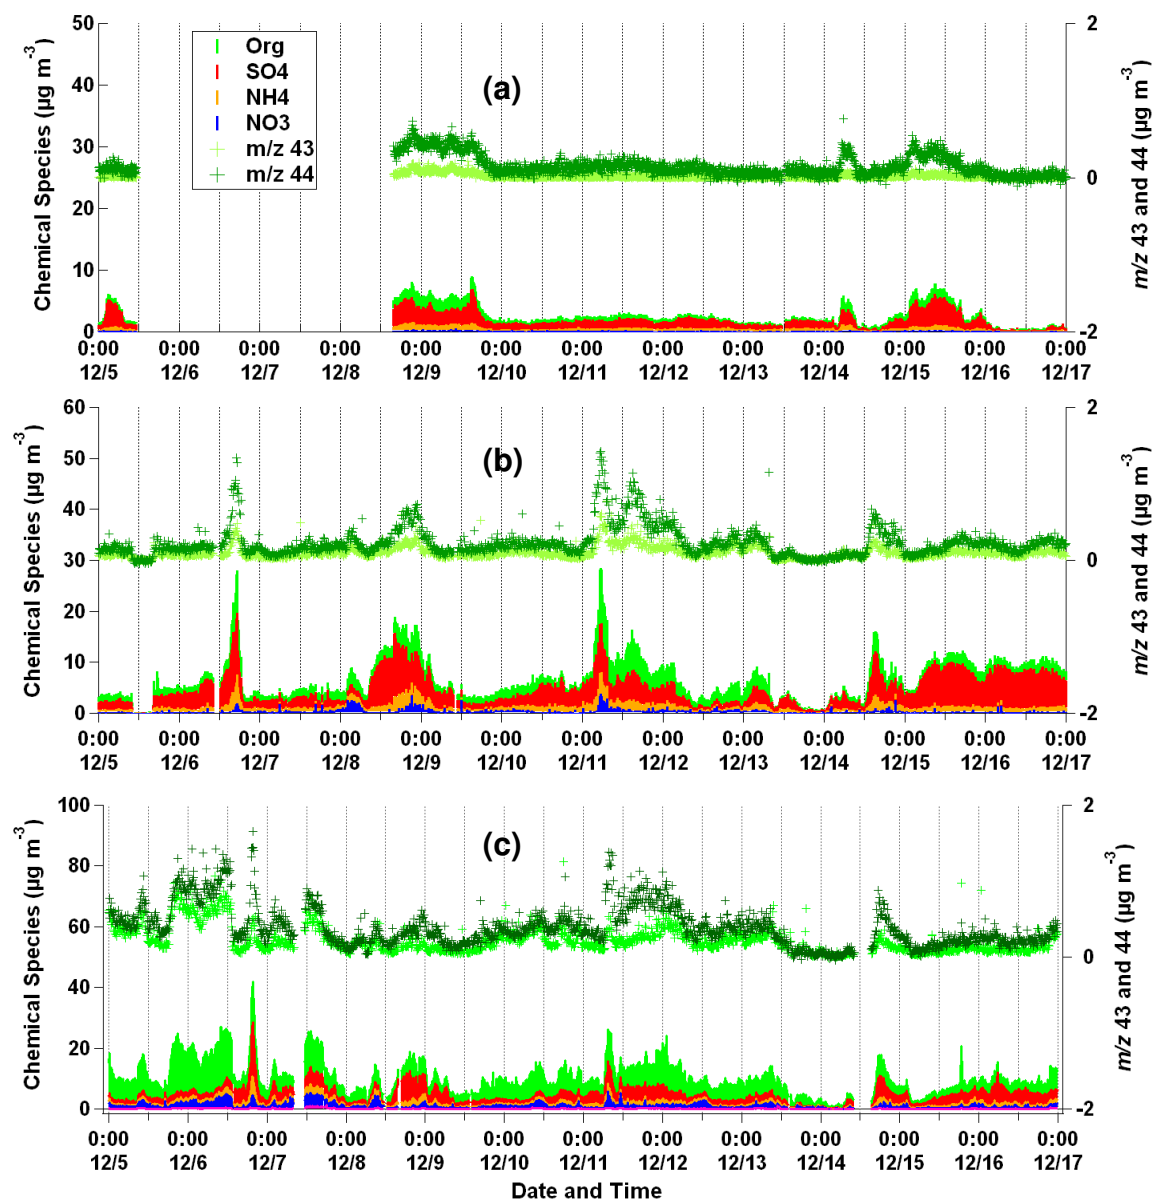 50
40
30
20
10
0
Chemical Species (µg m-3)
Org
SO4
NH4
NO3
m/z 43
m/z 44
(a)
2
0
-2
m/z 43 and 44 (µg m-3)
0:00 0:00 0:00 0:00 0:00 0:00 0:00 0:00 0:00 0:00 0:00 0:00 0:00
12/5 12/6 12/7 12/8 12/9 12/10 12/11 12/12 12/13 12/14 12/15 12/16 12/17
60
50
40
30
20
10
0
Chemical Species (µg m-3)
(b)
2
0
-2
m/z 43 and 44 (µg m-3)
0:00 0:00 0:00 0:00 0:00 0:00 0:00 0:00 0:00 0:00 0:00 0:00 0:00
12/5 12/6 12/7 12/8 12/9 12/10 12/11 12/12 12/13 12/14 12/15 12/16 12/17
100
80
60
40
20
0
Chemical Species (µg m-3)
(c)
2
0
-2
m/z 43 and 44 (µg m-3)
0:00 0:00 0:00 0:00 0:00 0:00 0:00 0:00 0:00 0:00 0:00 0:00 0:00
12/5 12/6 12/7 12/8 12/9 12/10 12/11 12/12 12/13 12/14 12/15 12/16 12/17
Date and Time